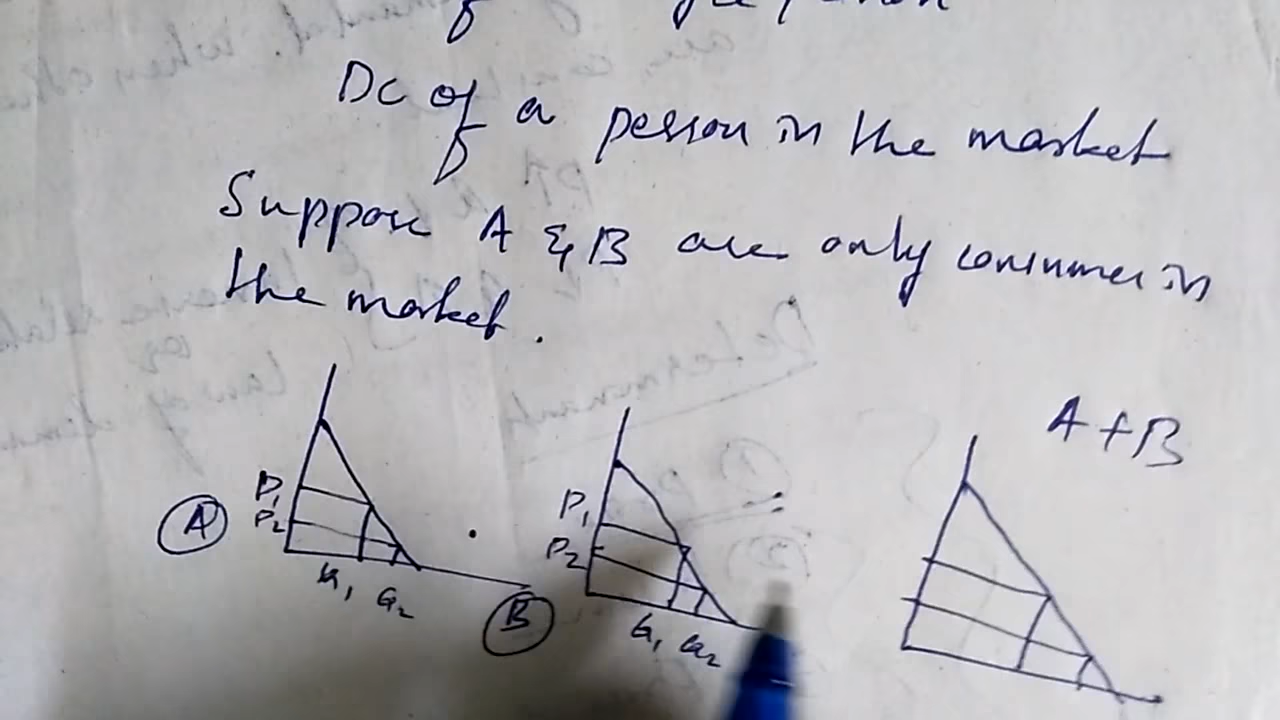 DC of a person in the market
Suppose A & B are only consumer in
the market.
A + B
P1
P2
A
Q1 Q2
P1
P2
B
Q1 Q2